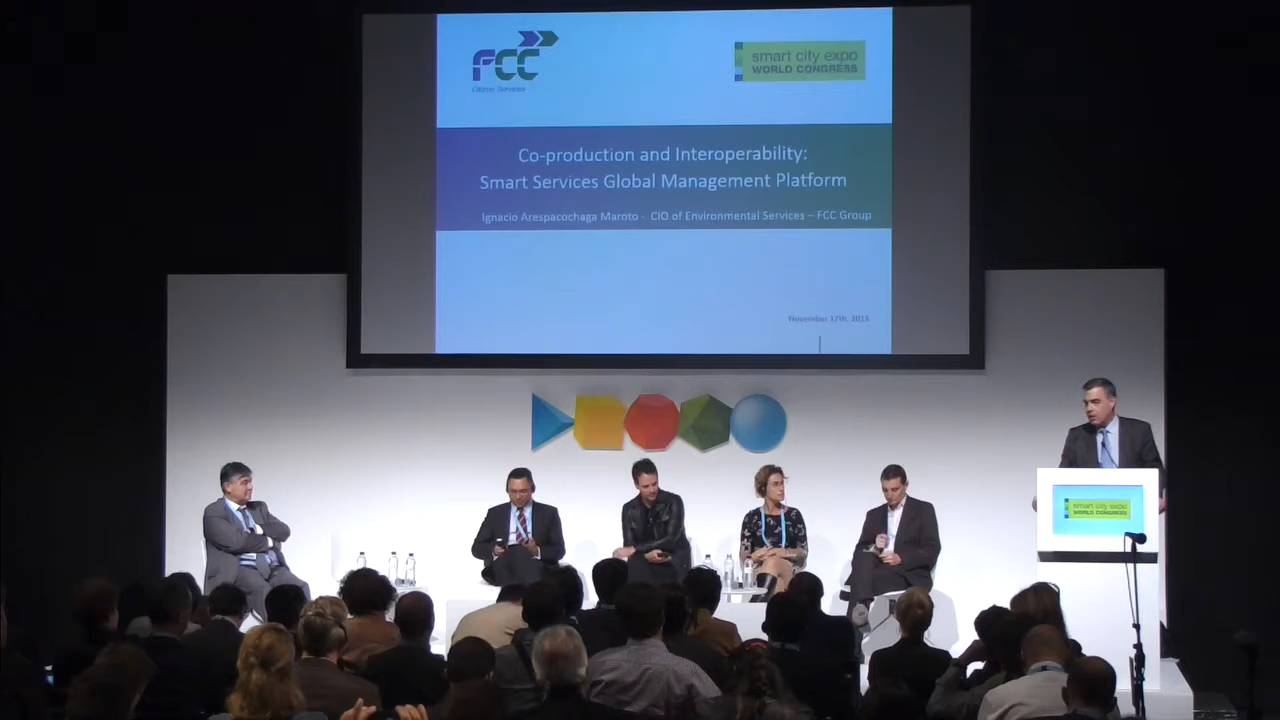 FCC
Citizen Services
smart city expo
WORLD CONGRESS
Co-production and Interoperability:
Smart Services Global Management Platform
Ignacio Arespacochaga Maroto - CIO of Environmental Services – FCC Group
November 17th, 2015
smart city expo
WORLD CONGRESS